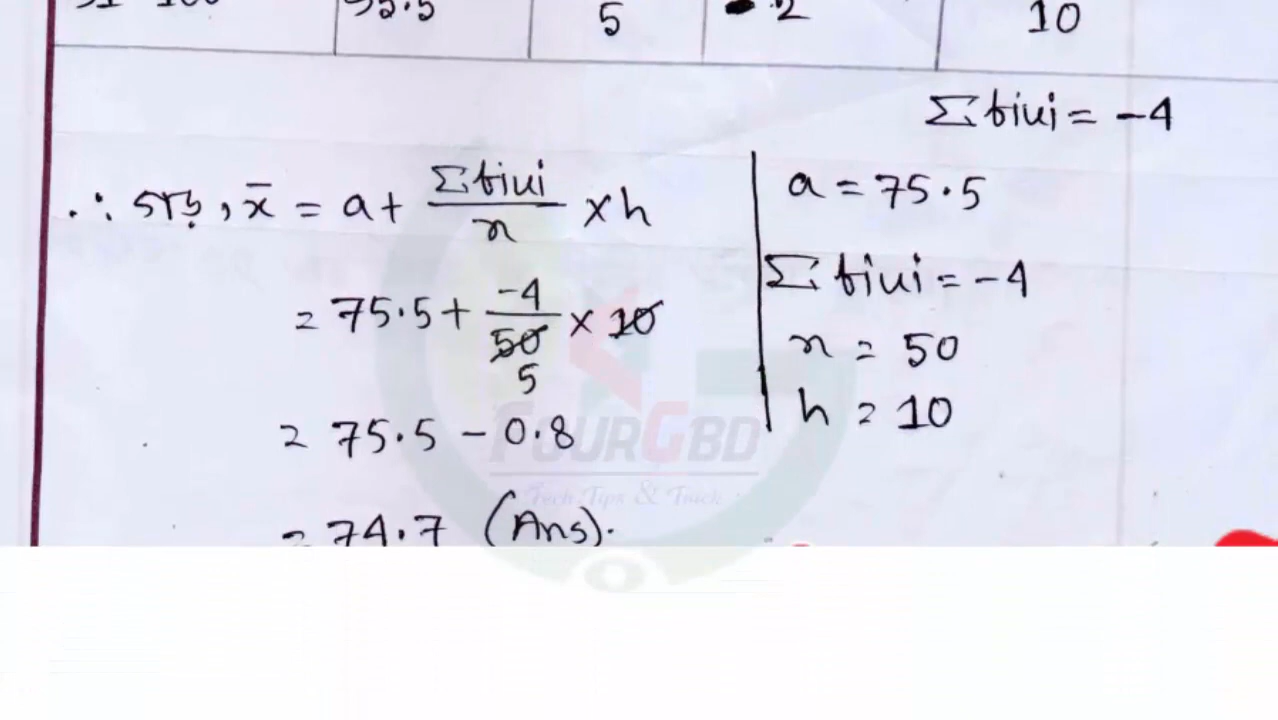 5 2 10
Σfiui = -4
∴ গড়, x̄ = a + Σfiui/n × h
= 75.5 + -4/50 × 10
5
= 75.5 - 0.8
= 74.7 (Ans).
a = 75.5
Σfiui = -4
n = 50
h = 10
FOURGBD
Tech Tips & Trick